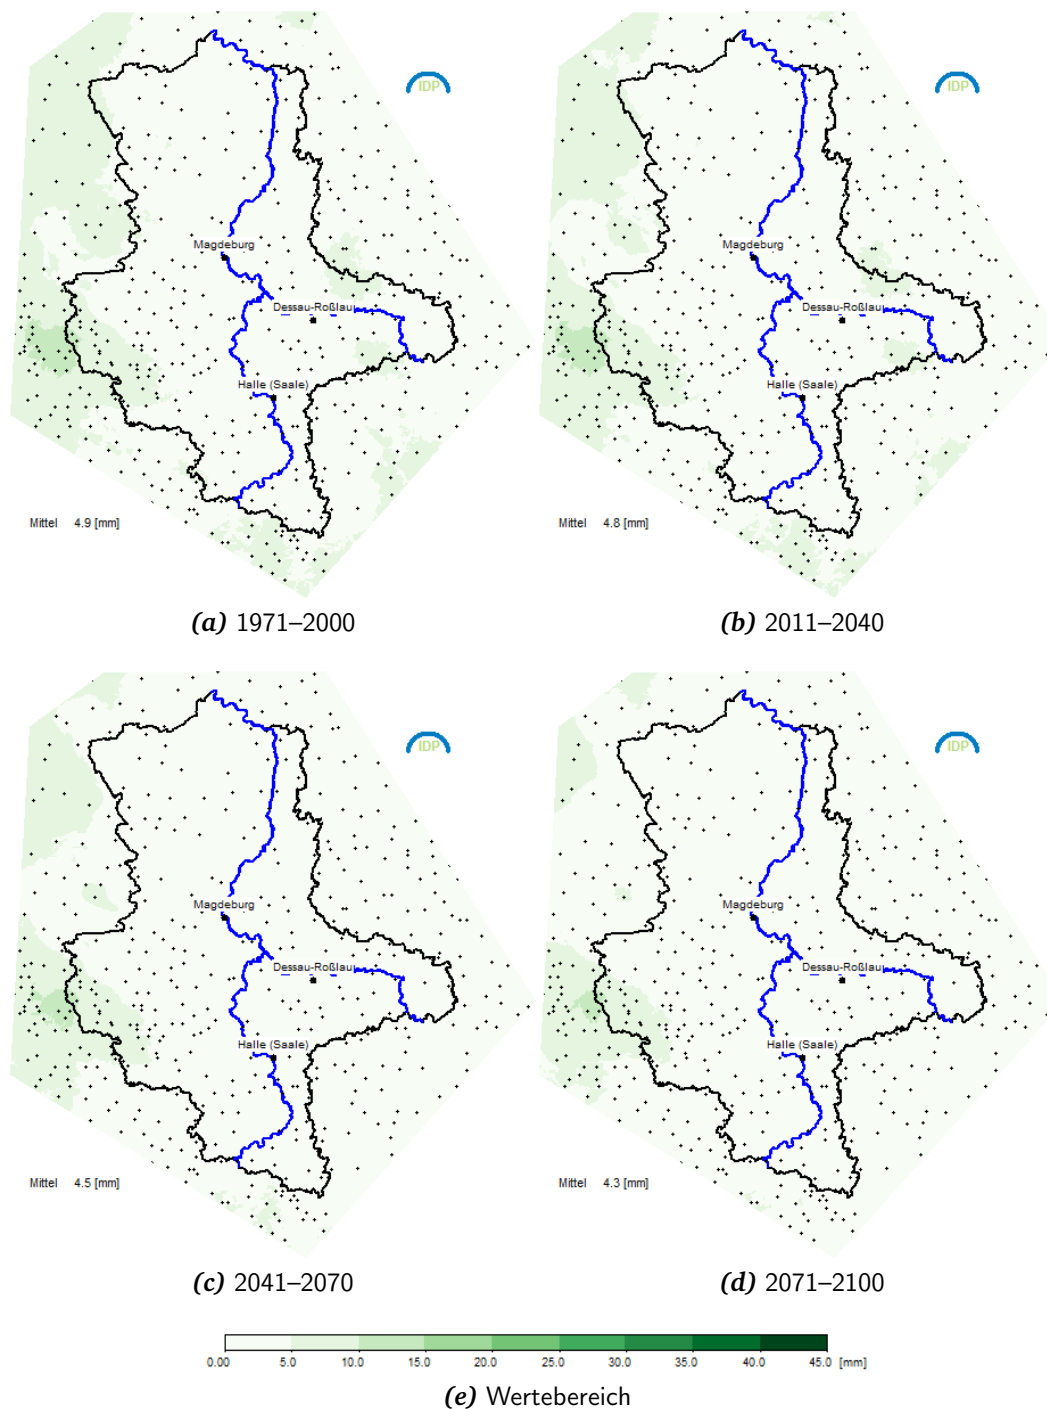 IDP
IDP
Magdeburg
Magdeburg
Dessau-Roßlau
Dessau-Roßlau
Halle (Saale)
Halle (Saale)
Mittel 4.9 [mm]
Mittel 4.8 [mm]
(a) 1971–2000
(b) 2011–2040
IDP
IDP
Magdeburg
Magdeburg
Dessau-Roßlau
Dessau-Roßlau
Halle (Saale)
Halle (Saale)
Mittel 4.5 [mm]
Mittel 4.3 [mm]
(c) 2041–2070
(d) 2071–2100
0.00 5.0 10.0 15.0 20.0 25.0 30.0 35.0 40.0 45.0 [mm]
(e) Wertebereich